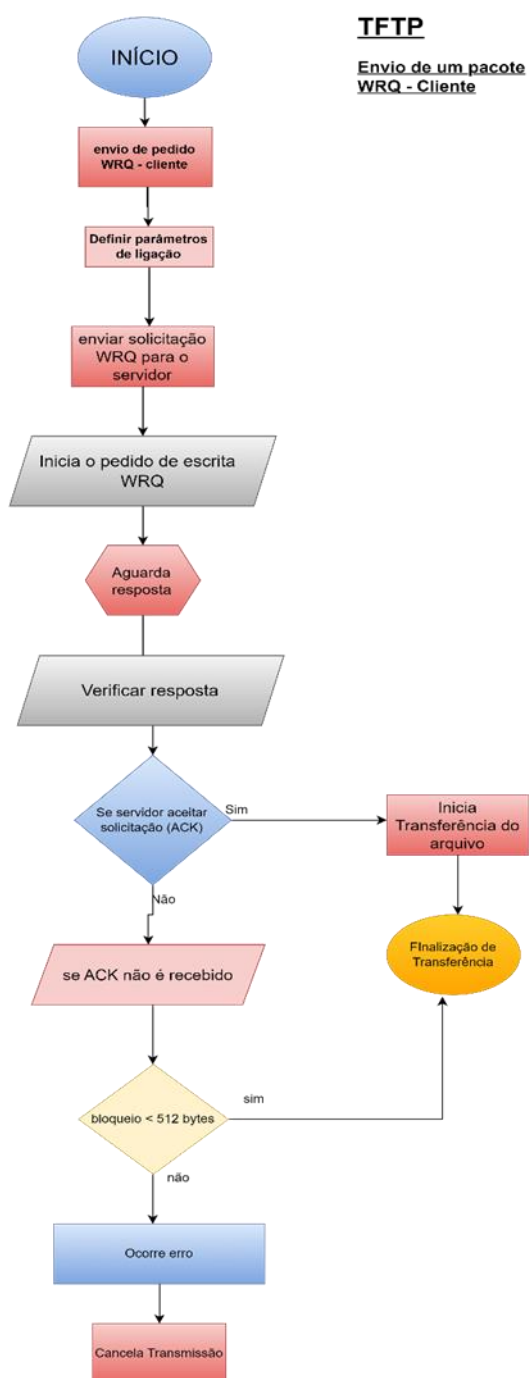 TFTP
Envio de um pacote
WRQ - Cliente
INÍCIO
envio de pedido
WRQ - cliente
Definir parâmetros
de ligação
enviar solicitação
WRQ para o
servidor
Inicia o pedido de escrita
WRQ
Aguarda
resposta
Verificar resposta
Se servidor aceitar
solicitação (ACK)
Sim
Inicia
Transferência do
arquivo
Não
FInalização de
Transferência
se ACK não é recebido
bloqueio < 512 bytes
sim
não
Ocorre erro
Cancela Transmissão